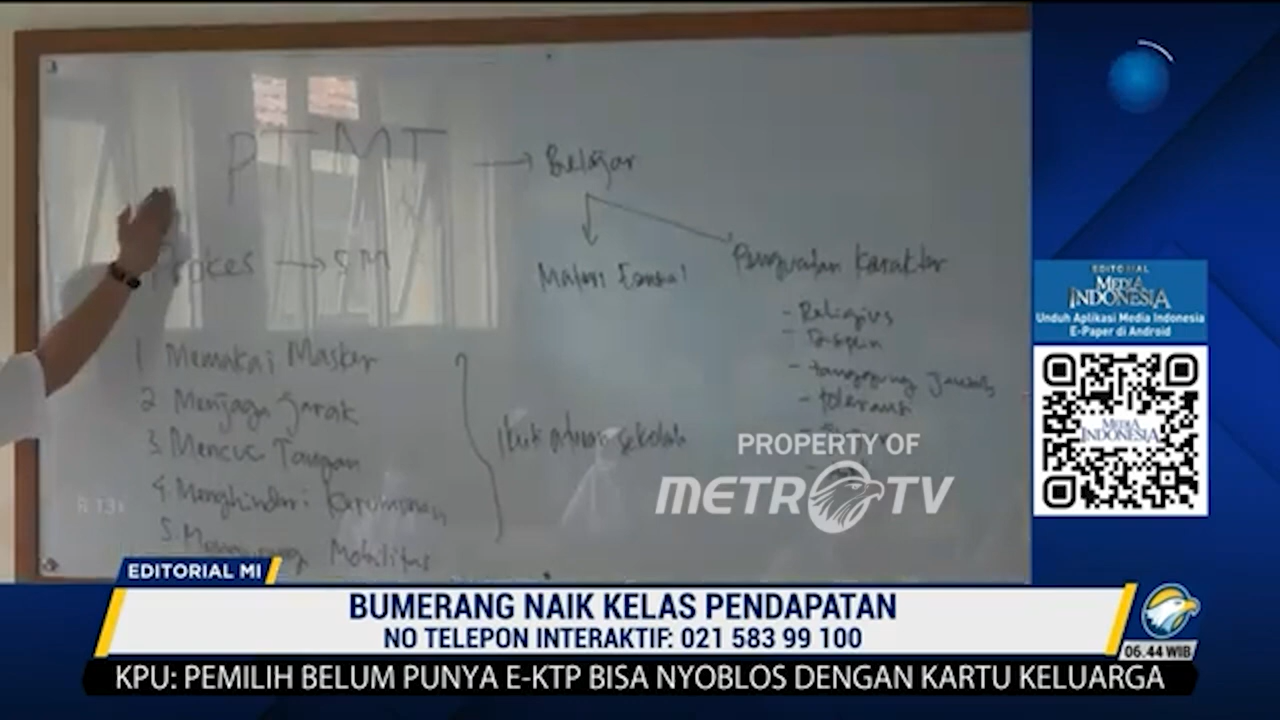 PTMT → Belajar
Prokes → 5M
Materi Esensial
Penguatan Karakter
- Religius
- Disiplin
- tanggung jawab
- toleransi
1 Memakai Masker
2 Menjaga Jarak
3. Mencuci Tangan
4. Menghindari Kerumunan
5. Mobilitas
Ikuti aturan sekolah
PROPERTY OF
METRO TV
EDITORIAL
MEDIA
INDONESIA
Unduh Aplikasi Media Indonesia
E-Paper di Android
MEDIA
INDONESIA
EDITORIAL MI
BUMERANG NAIK KELAS PENDAPATAN
NO TELEPON INTERAKTIF: 021 583 99 100
06.44 WIB
KPU: PEMILIH BELUM PUNYA E-KTP BISA NYOBLOS DENGAN KARTU KELUARGA